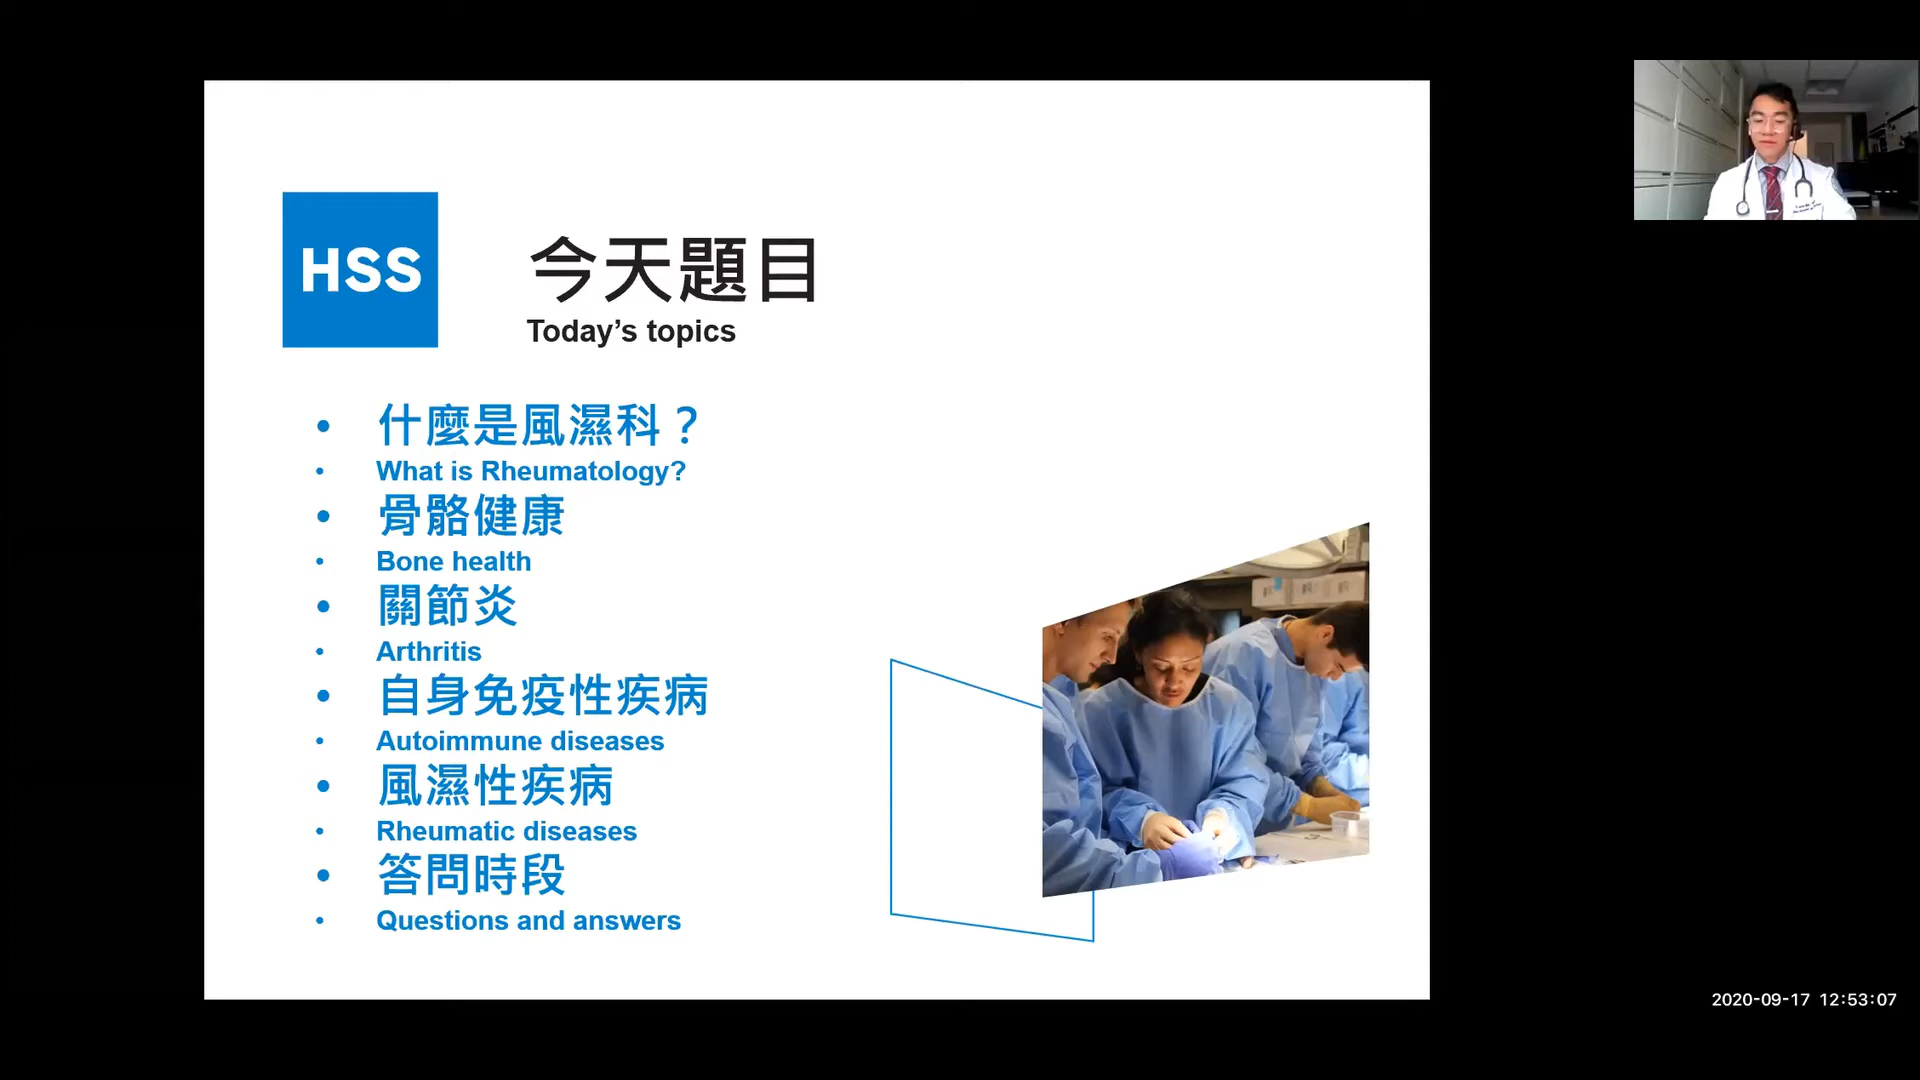 HSS
今天題目
Today’s topics
• 什麼是風濕科？
• What is Rheumatology?
• 骨骼健康
• Bone health
• 關節炎
• Arthritis
• 自身免疫性疾病
• Autoimmune diseases
• 風濕性疾病
• Rheumatic diseases
• 答問時段
• Questions and answers
2020-09-17 12:53:07